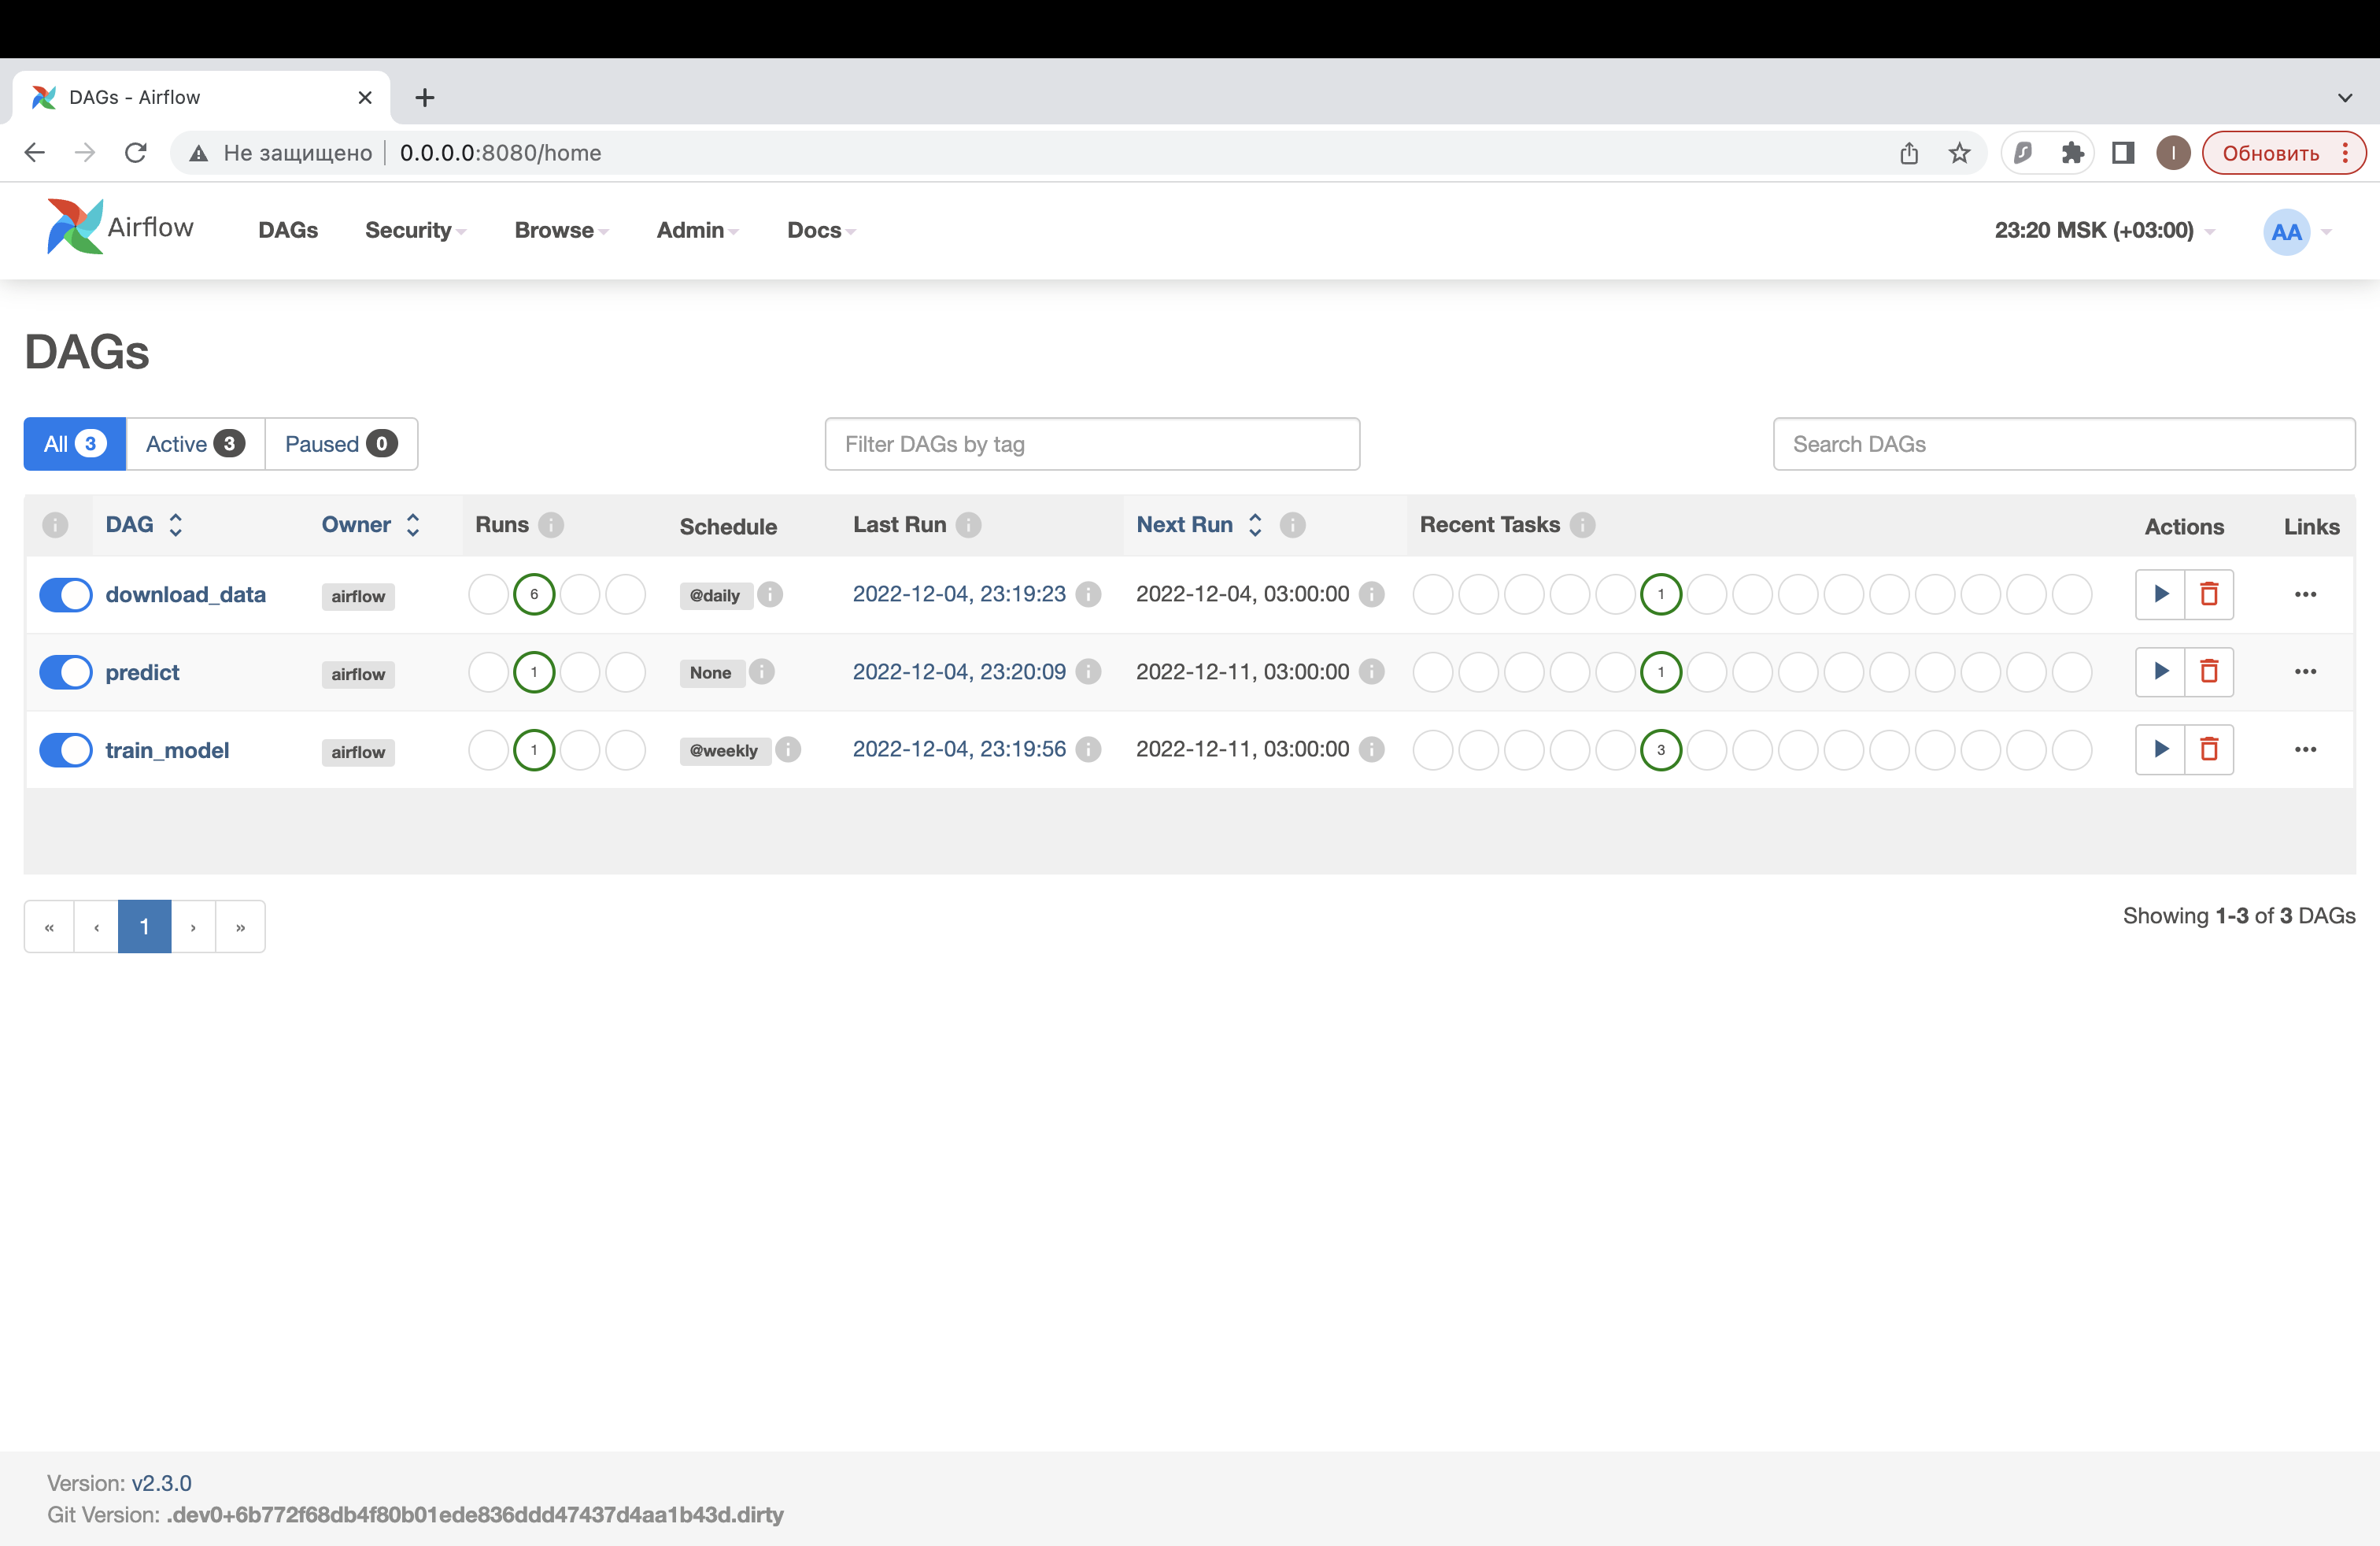 DAGs - Airflow
Не защищено 0.0.0.0:8080/home I Обновить
Airflow DAGs Security Browse Admin Docs 23:20 MSK (+03:00) AA
DAGs
All 3 Active 3 Paused 0 Filter DAGs by tag Search DAGs
DAG Owner Runs Schedule Last Run Next Run Recent Tasks Actions Links
download_data airflow 6 @daily 2022-12-04, 23:19:23 2022-12-04, 03:00:00 1
predict airflow 1 None 2022-12-04, 23:20:09 2022-12-11, 03:00:00 1
train_model airflow 1 @weekly 2022-12-04, 23:19:56 2022-12-11, 03:00:00 3
« ‹ 1 › » Showing 1-3 of 3 DAGs
Version: v2.3.0
Git Version: .dev0+6b772f68db4f80b01ede836ddd47437d4aa1b43d.dirty